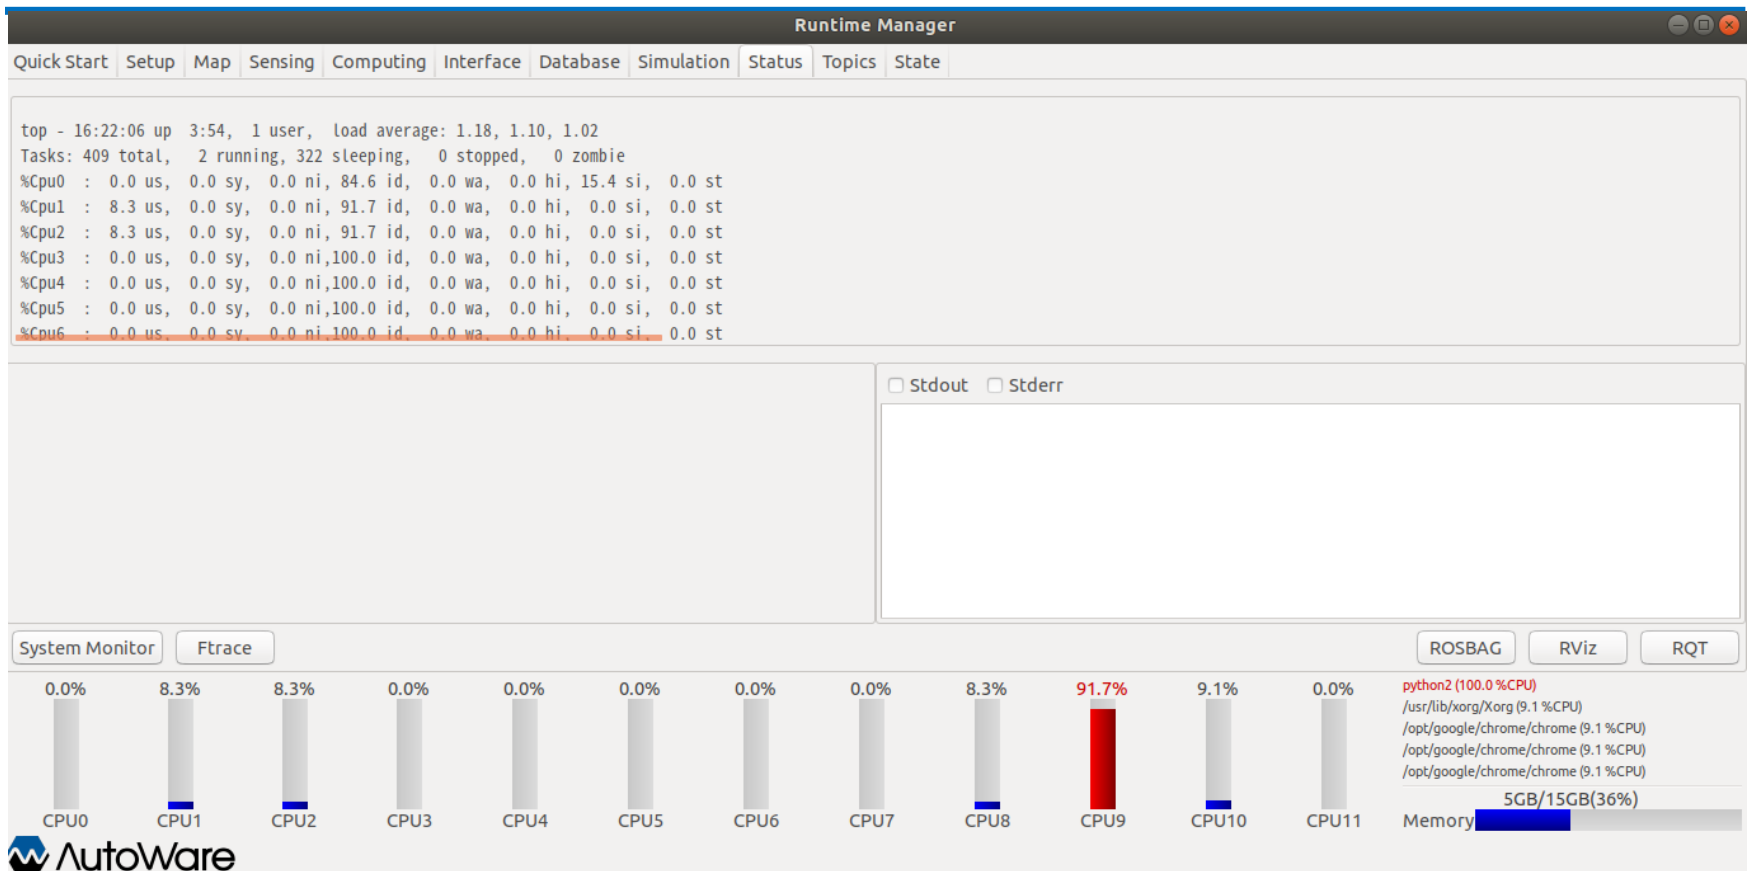 Runtime Manager
Quick Start Setup Map Sensing Computing Interface Database Simulation Status Topics State
top - 16:22:06 up  3:54,  1 user,  load average: 1.18, 1.10, 1.02
Tasks: 409 total,   2 running, 322 sleeping,   0 stopped,   0 zombie
%Cpu0  :  0.0 us,  0.0 sy,  0.0 ni, 84.6 id,  0.0 wa,  0.0 hi, 15.4 si,  0.0 st
%Cpu1  :  8.3 us,  0.0 sy,  0.0 ni, 91.7 id,  0.0 wa,  0.0 hi,  0.0 si,  0.0 st
%Cpu2  :  8.3 us,  0.0 sy,  0.0 ni, 91.7 id,  0.0 wa,  0.0 hi,  0.0 si,  0.0 st
%Cpu3  :  0.0 us,  0.0 sy,  0.0 ni,100.0 id,  0.0 wa,  0.0 hi,  0.0 si,  0.0 st
%Cpu4  :  0.0 us,  0.0 sy,  0.0 ni,100.0 id,  0.0 wa,  0.0 hi,  0.0 si,  0.0 st
%Cpu5  :  0.0 us,  0.0 sy,  0.0 ni,100.0 id,  0.0 wa,  0.0 hi,  0.0 si,  0.0 st
%Cpu6  :  0.0 us,  0.0 sy,  0.0 ni,100.0 id,  0.0 wa,  0.0 hi,  0.0 si,  0.0 st
Stdout Stderr
System Monitor Ftrace ROSBAG RViz RQT
0.0% 8.3% 8.3% 0.0% 0.0% 0.0% 0.0% 0.0% 8.3% 91.7% 9.1% 0.0%
CPU0 CPU1 CPU2 CPU3 CPU4 CPU5 CPU6 CPU7 CPU8 CPU9 CPU10 CPU11
python2 (100.0 %CPU)
/usr/lib/xorg/Xorg (9.1 %CPU)
/opt/google/chrome/chrome (9.1 %CPU)
/opt/google/chrome/chrome (9.1 %CPU)
/opt/google/chrome/chrome (9.1 %CPU)
5GB/15GB(36%)
Memory
AutoWare